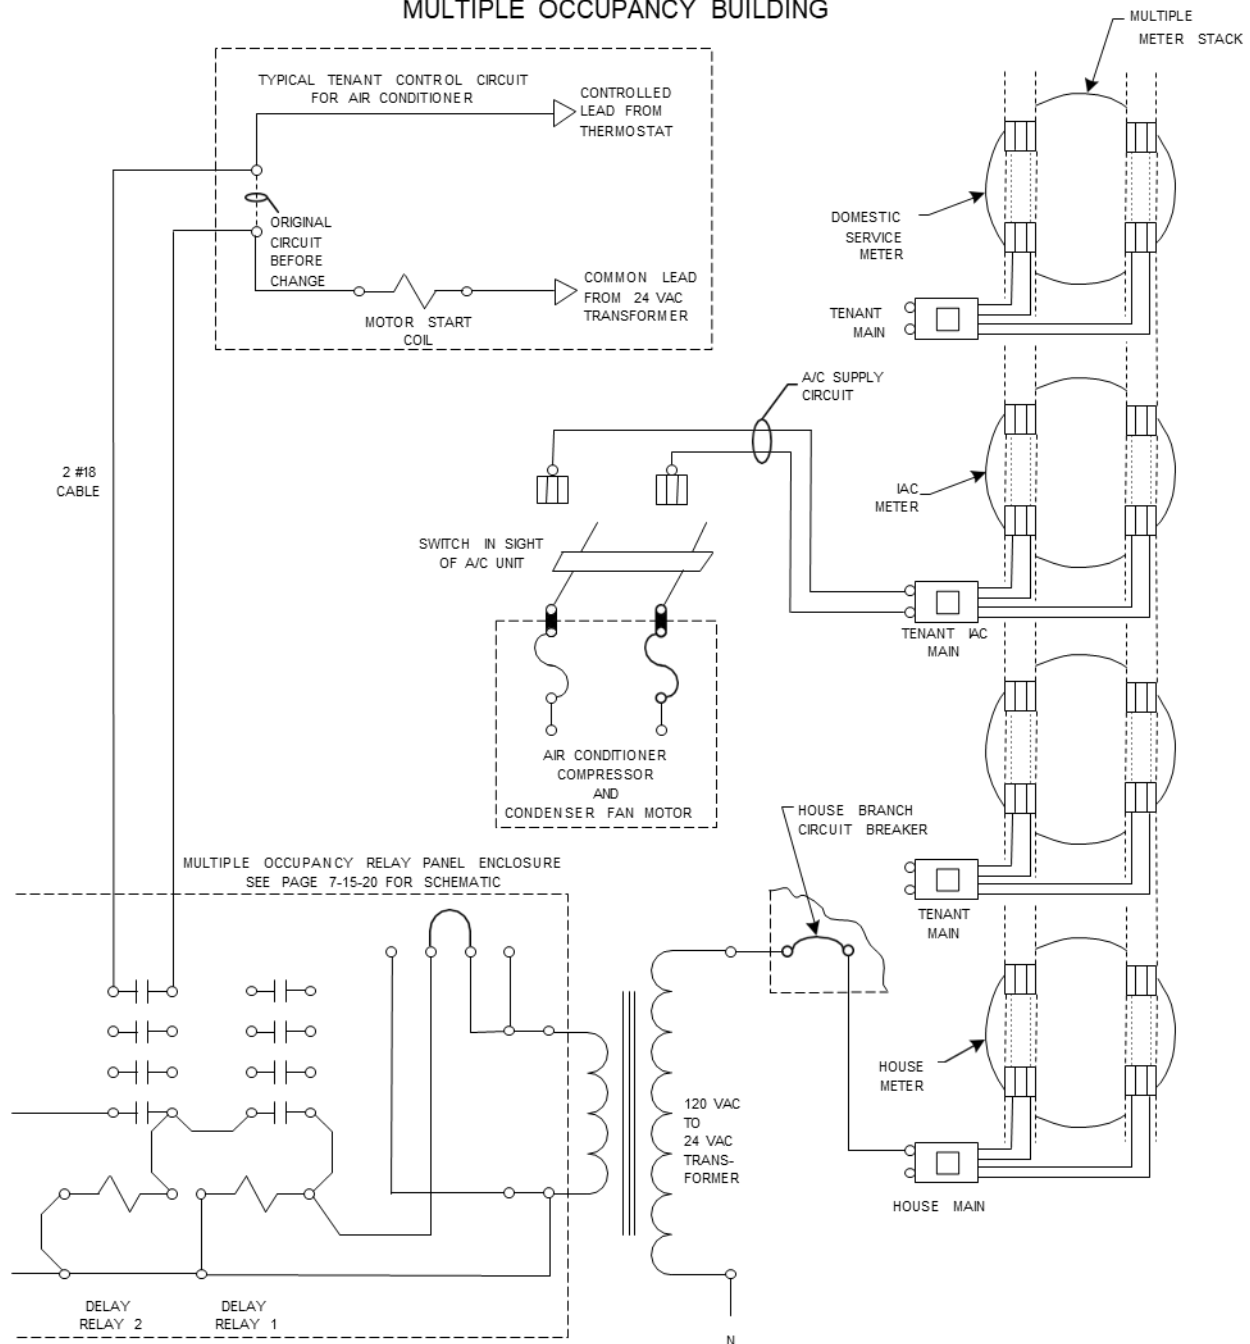 MULTIPLE OCCUPANCY BUILDING
MULTIPLE
METER STACK
TYPICAL TENANT CONTROL CIRCUIT
FOR AIR CONDITIONER
CONTROLLED
LEAD FROM
THERMOSTAT
ORIGINAL
CIRCUIT
BEFORE
CHANGE
COMMON LEAD
FROM 24 VAC
TRANSFORMER
MOTOR START
COIL
DOMESTIC
SERVICE
METER
TENANT
MAIN
A/C SUPPLY
CIRCUIT
2 #18
CABLE
IAC
METER
SWITCH IN SIGHT
OF A/C UNIT
TENANT IAC
MAIN
AIR CONDITIONER
COMPRESSOR
AND
CONDENSER FAN MOTOR
HOUSE BRANCH
CIRCUIT BREAKER
MULTIPLE OCCUPANCY RELAY PANEL ENCLOSURE
SEE PAGE 7-15-20 FOR SCHEMATIC
TENANT
MAIN
HOUSE
METER
120 VAC
TO
24 VAC
TRANS-
FORMER
HOUSE MAIN
DELAY
RELAY 2
DELAY
RELAY 1
N